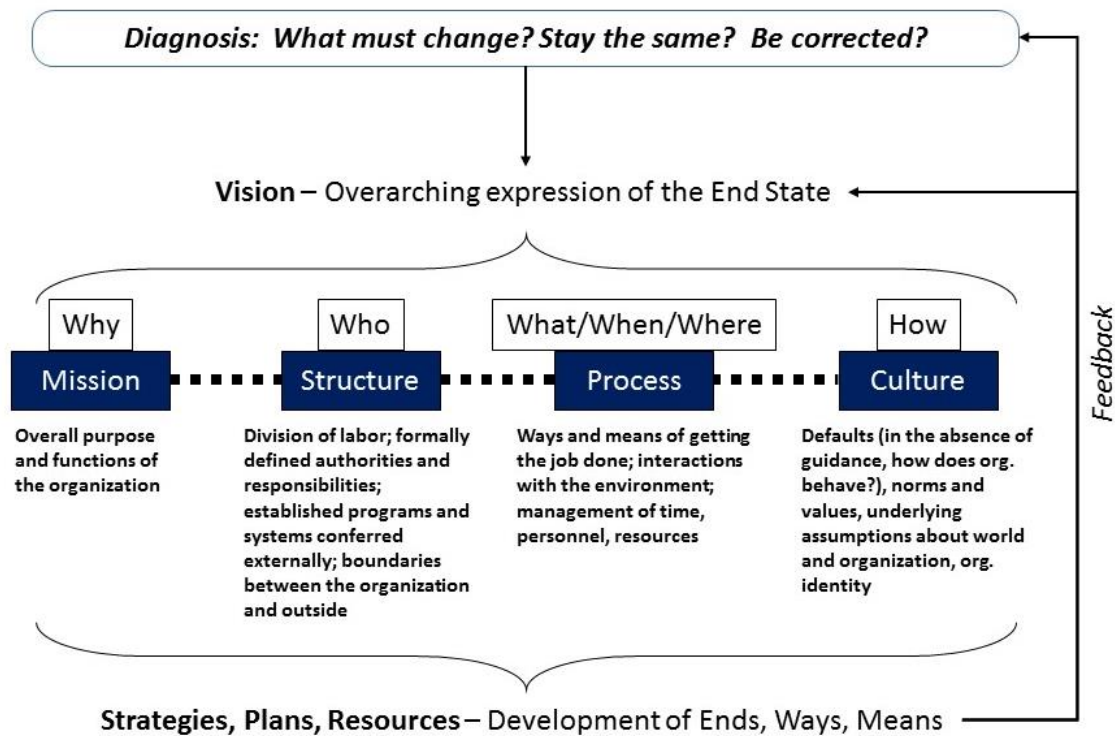 Diagnosis: What must change? Stay the same? Be corrected?
Vision – Overarching expression of the End State
Why
Mission
Overall purpose
and functions of
the organization
Who
Structure
Division of labor; formally
defined authorities and
responsibilities;
established programs and
systems conferred
externally; boundaries
between the organization
and outside
What/When/Where
Process
Ways and means of getting
the job done; interactions
with the environment;
management of time,
personnel, resources
How
Culture
Defaults (in the absence of
guidance, how does org.
behave?), norms and
values, underlying
assumptions about world
and organization, org.
identity
Feedback
Strategies, Plans, Resources – Development of Ends, Ways, Means